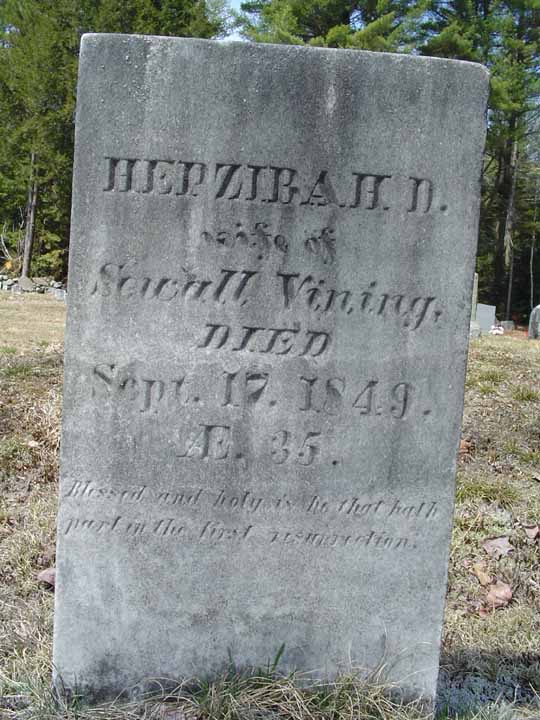 HEPZIBAH D.
wife of
Sewall Vining,
DIED
Sept. 17. 1849.
Æ. 35.
Blessed and holy is he that hath
part in the first resurrection.